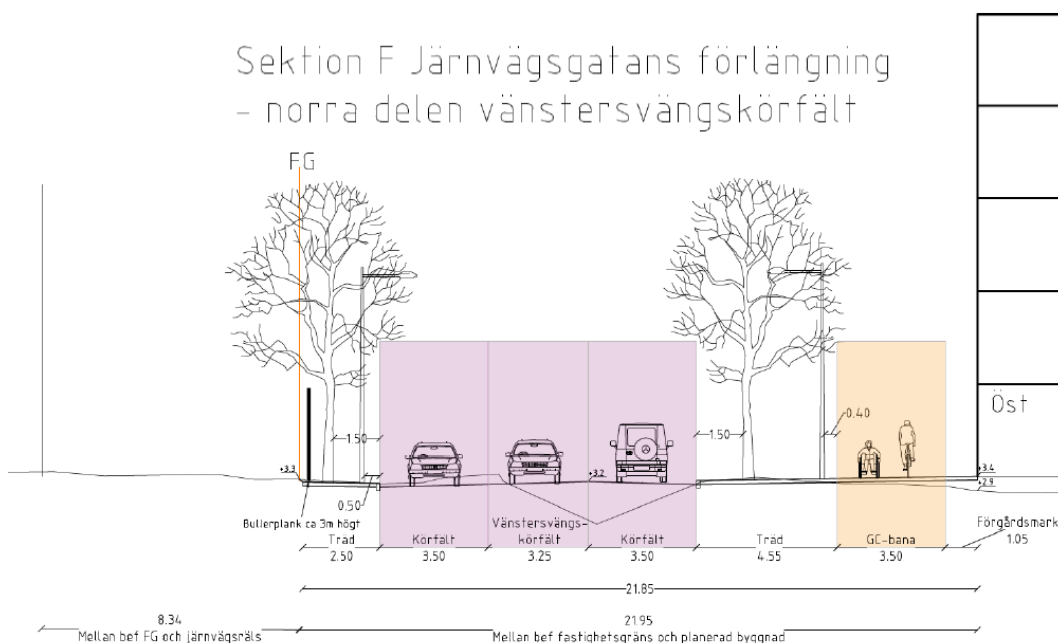 Sektion F Järnvägsgatans förlängning
- norra delen vänstersvängskörfält
FG
Öst
0.40
1.50
1.50
+3.3
+3.2
+3.4
+2.9
0.50
Bullerplank ca 3m högt
Vänstersvängs-
Förgårdsmark
Träd Körfält körfält Körfält Träd GC-bana 1.05
2.50 3.50 3.25 3.50 4.55 3.50
21.85
8.34 21.95
Mellan bef FG och järnvägsräls Mellan bef fastighetsgräns och planerad byggnad